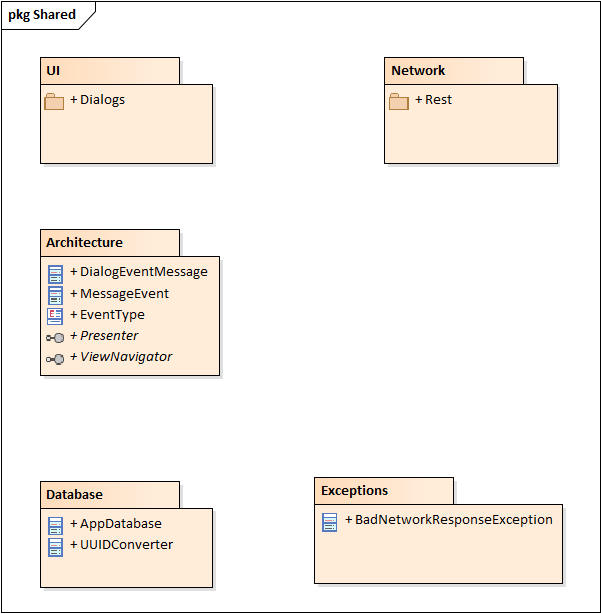 pkg Shared
UI
+ Dialogs
Network
+ Rest
Architecture
+ DialogEventMessage
+ MessageEvent
+ EventType
+ Presenter
+ ViewNavigator
Database
+ AppDatabase
+ UUIDConverter
Exceptions
+ BadNetworkResponseException